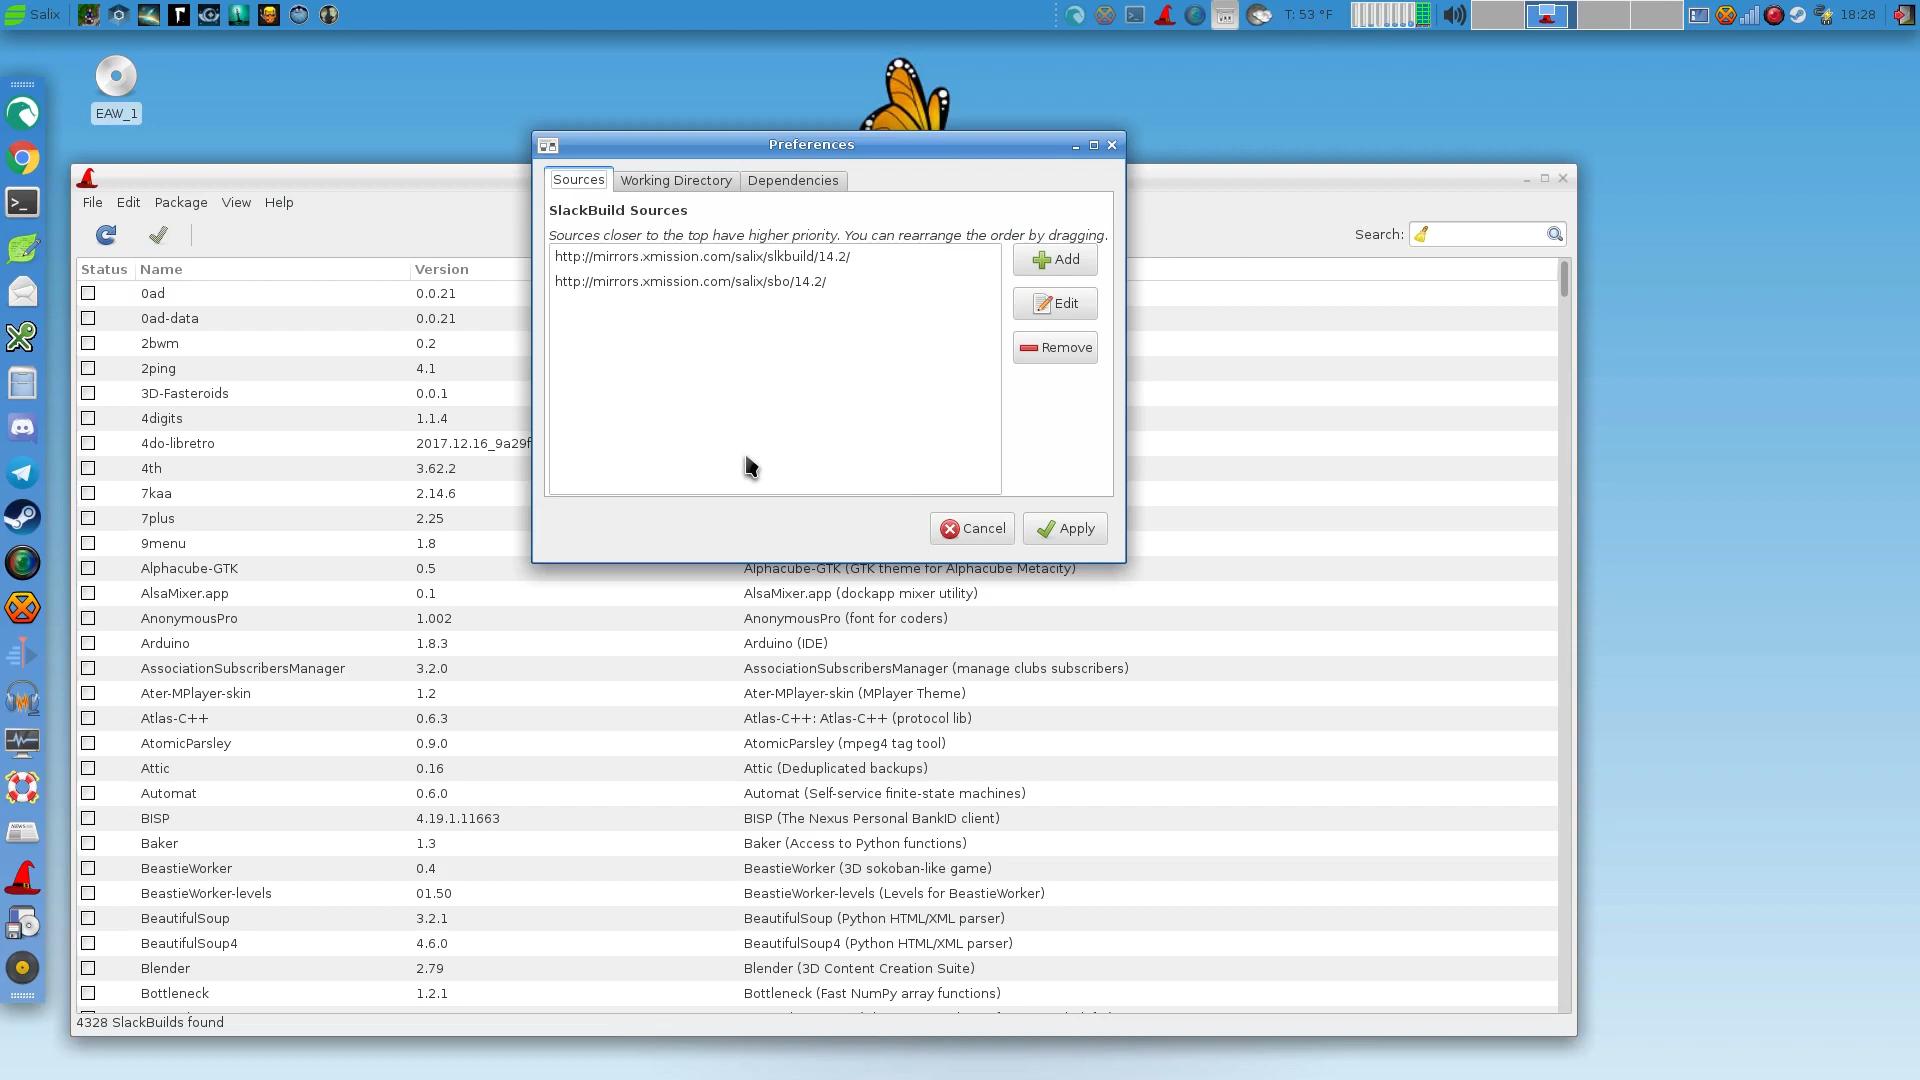 Salix
T: 53 °F
18:28
EAW_1
Preferences
Sources Working Directory Dependencies
SlackBuild Sources
Sources closer to the top have higher priority. You can rearrange the order by dragging.
http://mirrors.xmission.com/salix/slkbuild/14.2/
http://mirrors.xmission.com/salix/sbo/14.2/
Add
Edit
Remove
Cancel Apply
File Edit Package View Help
Search:
Status Name Version
0ad 0.0.21
0ad-data 0.0.21
2bwm 0.2
2ping 4.1
3D-Fasteroids 0.0.1
4digits 1.1.4
4do-libretro 2017.12.16_9a29f
4th 3.62.2
7kaa 2.14.6
7plus 2.25
9menu 1.8
Alphacube-GTK 0.5 Alphacube-GTK (GTK theme for Alphacube Metacity)
AlsaMixer.app 0.1 AlsaMixer.app (dockapp mixer utility)
AnonymousPro 1.002 AnonymousPro (font for coders)
Arduino 1.8.3 Arduino (IDE)
AssociationSubscribersManager 3.2.0 AssociationSubscribersManager (manage clubs subscribers)
Ater-MPlayer-skin 1.2 Ater-MPlayer-skin (MPlayer Theme)
Atlas-C++ 0.6.3 Atlas-C++: Atlas-C++ (protocol lib)
AtomicParsley 0.9.0 AtomicParsley (mpeg4 tag tool)
Attic 0.16 Attic (Deduplicated backups)
Automat 0.6.0 Automat (Self-service finite-state machines)
BISP 4.19.1.11663 BISP (The Nexus Personal BankID client)
Baker 1.3 Baker (Access to Python functions)
BeastieWorker 0.4 BeastieWorker (3D sokoban-like game)
BeastieWorker-levels 01.50 BeastieWorker-levels (Levels for BeastieWorker)
BeautifulSoup 3.2.1 BeautifulSoup (Python HTML/XML parser)
BeautifulSoup4 4.6.0 BeautifulSoup4 (Python HTML/XML parser)
Blender 2.79 Blender (3D Content Creation Suite)
Bottleneck 1.2.1 Bottleneck (Fast NumPy array functions)
4328 SlackBuilds found